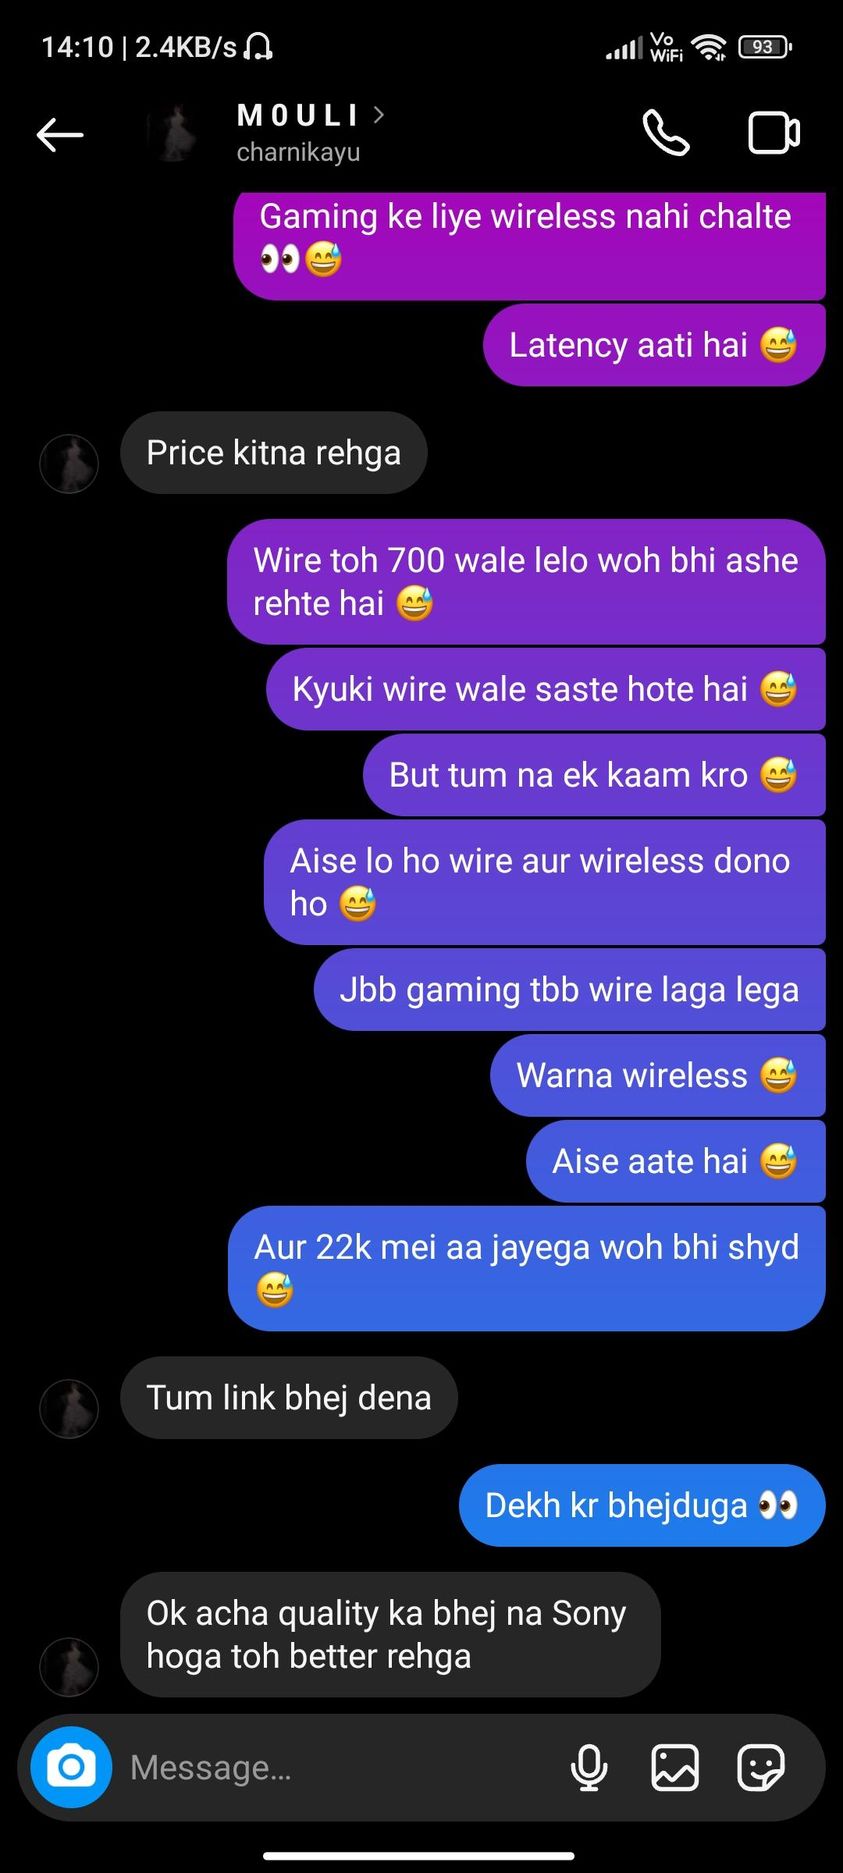 14:10 | 2.4KB/s
Vo
WiFi
93
M 0 U L I >
charnikayu
Gaming ke liye wireless nahi chalte
👀😅
Latency aati hai 😅
Price kitna rehga
Wire toh 700 wale lelo woh bhi ashe
rehte hai 😅
Kyuki wire wale saste hote hai 😅
But tum na ek kaam kro 😅
Aise lo ho wire aur wireless dono
ho 😅
Jbb gaming tbb wire laga lega
Warna wireless 😅
Aise aate hai 😅
Aur 22k mei aa jayega woh bhi shyd
😅
Tum link bhej dena
Dekh kr bhejduga 👀
Ok acha quality ka bhej na Sony
hoga toh better rehga
Message...